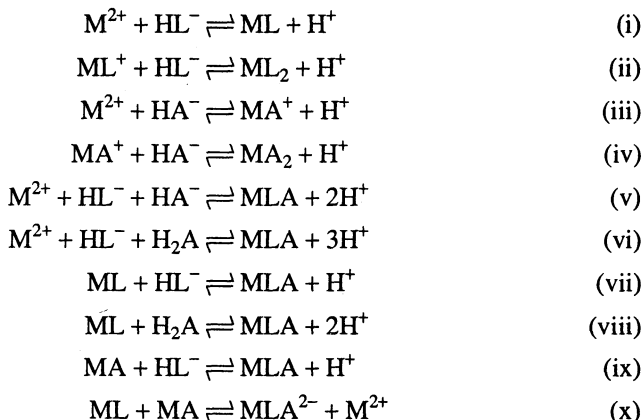 M²⁺ + HL⁻ ⇌ ML + H⁺ (i)
ML⁺ + HL⁻ ⇌ ML₂ + H⁺ (ii)
M²⁺ + HA⁻ ⇌ MA⁺ + H⁺ (iii)
MA⁺ + HA⁻ ⇌ MA₂ + H⁺ (iv)
M²⁺ + HL⁻ + HA⁻ ⇌ MLA + 2H⁺ (v)
M²⁺ + HL⁻ + H₂A ⇌ MLA + 3H⁺ (vi)
ML + HL⁻ ⇌ MLA + H⁺ (vii)
ML + H₂A ⇌ MLA + 2H⁺ (viii)
MA + HL⁻ ⇌ MLA + H⁺ (ix)
ML + MA ⇌ MLA²⁻ + M²⁺ (x)